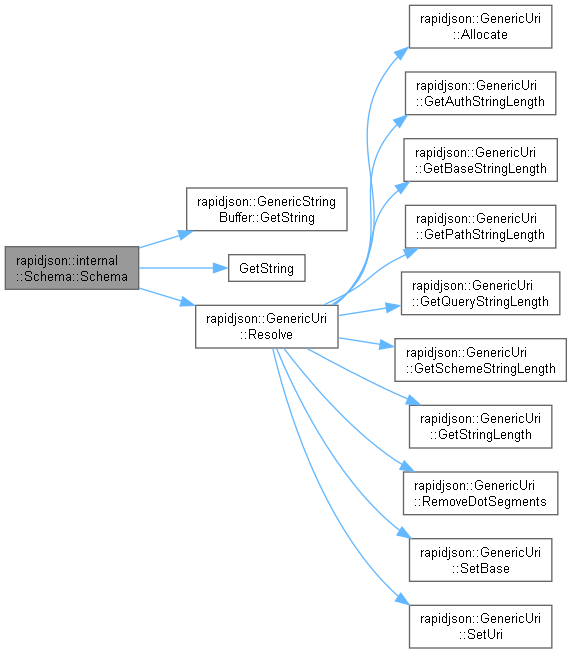 rapidjson::internal
::Schema::Schema
rapidjson::GenericString
Buffer::GetString
GetString
rapidjson::GenericUri
::Resolve
rapidjson::GenericUri
::Allocate
rapidjson::GenericUri
::GetAuthStringLength
rapidjson::GenericUri
::GetBaseStringLength
rapidjson::GenericUri
::GetPathStringLength
rapidjson::GenericUri
::GetQueryStringLength
rapidjson::GenericUri
::GetSchemeStringLength
rapidjson::GenericUri
::GetStringLength
rapidjson::GenericUri
::RemoveDotSegments
rapidjson::GenericUri
::SetBase
rapidjson::GenericUri
::SetUri